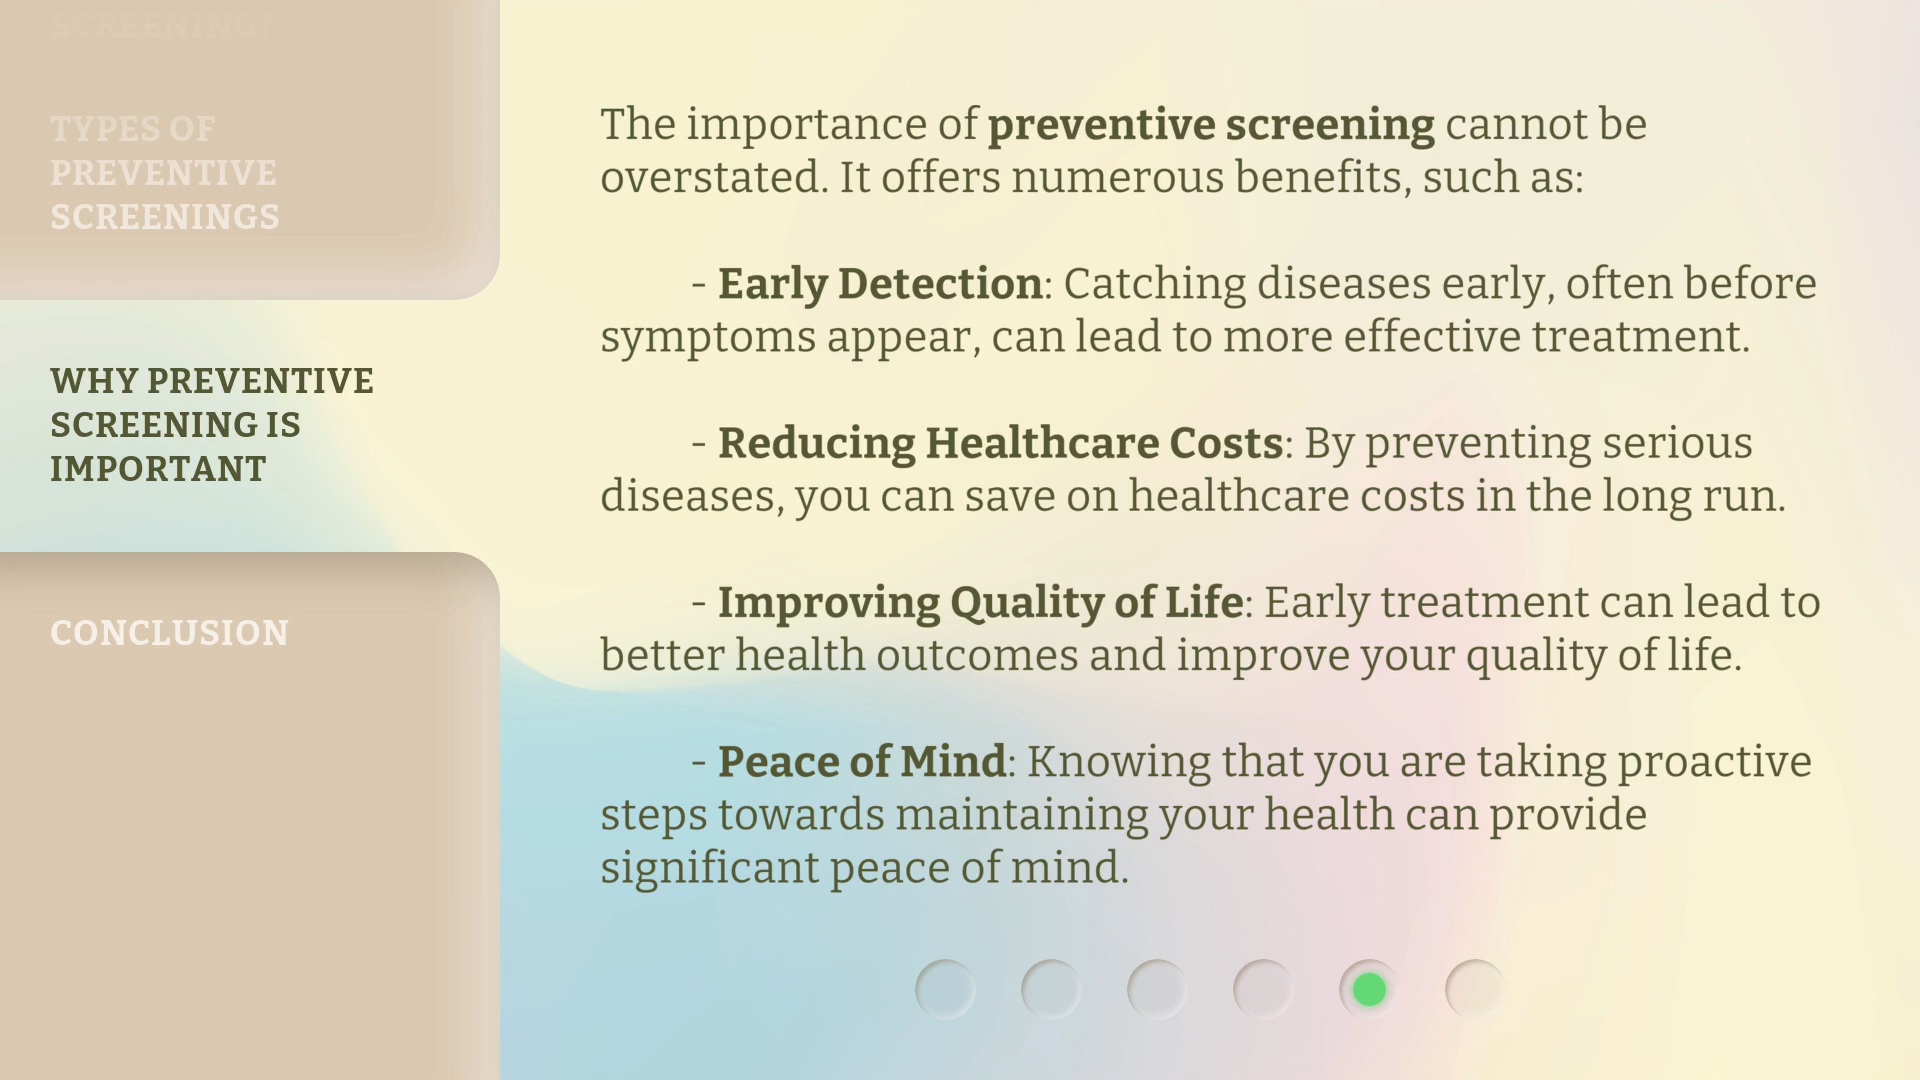 SCREENING?
TYPES OF
PREVENTIVE
SCREENINGS
WHY PREVENTIVE
SCREENING IS
IMPORTANT
CONCLUSION
The importance of preventive screening cannot be
overstated. It offers numerous benefits, such as:
- Early Detection: Catching diseases early, often before
symptoms appear, can lead to more effective treatment.
- Reducing Healthcare Costs: By preventing serious
diseases, you can save on healthcare costs in the long run.
- Improving Quality of Life: Early treatment can lead to
better health outcomes and improve your quality of life.
- Peace of Mind: Knowing that you are taking proactive
steps towards maintaining your health can provide
significant peace of mind.